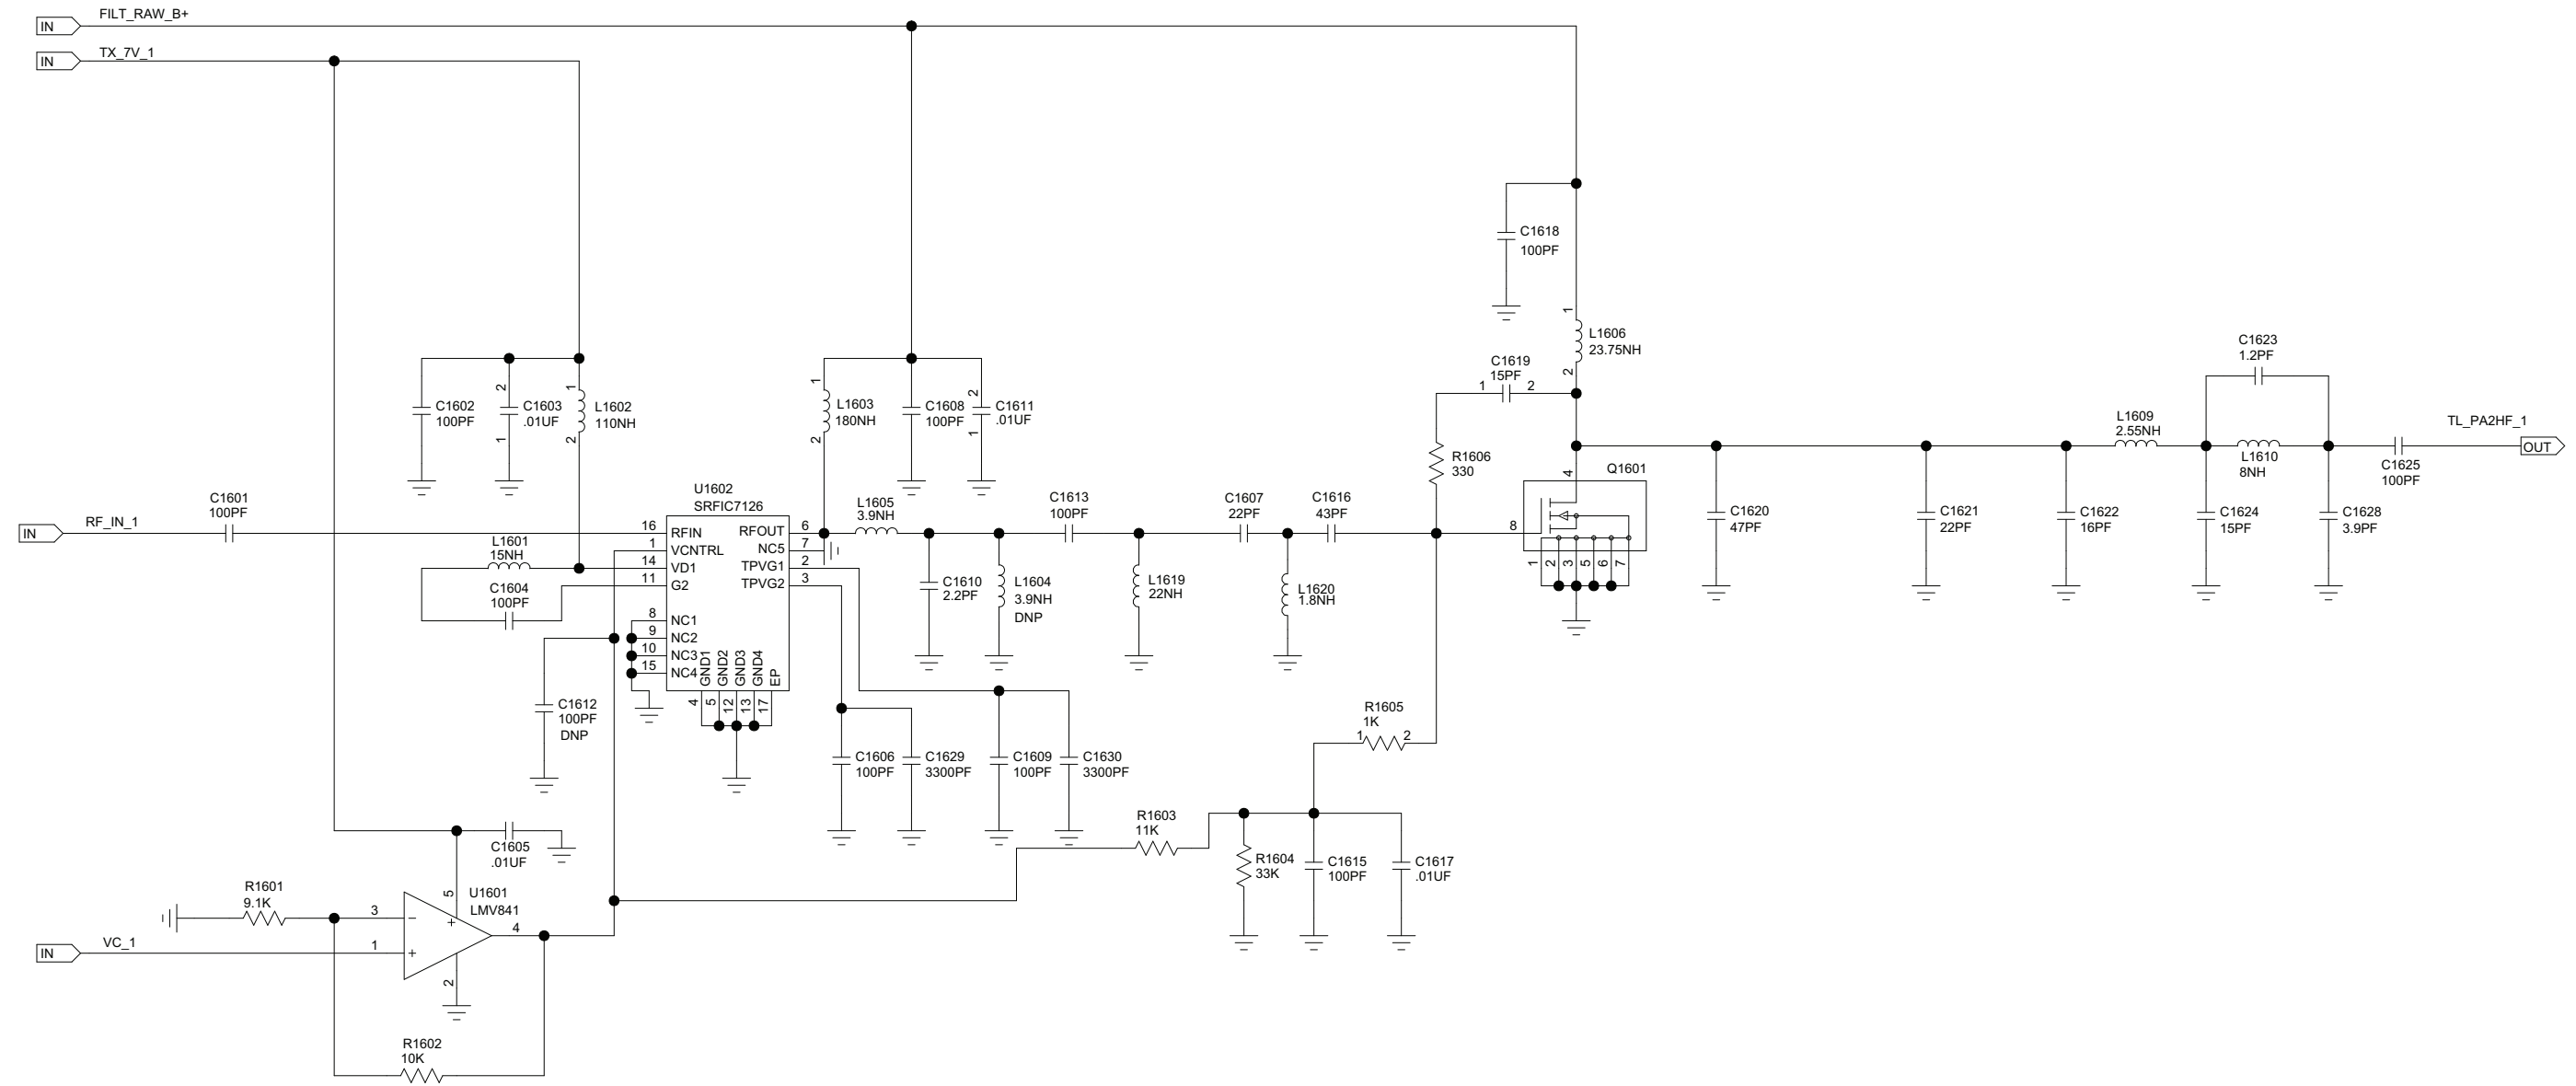 FILT_RAW_B+
IN
TX_7V_1
IN
C1618
100PF
1
L1606
23.75NH
2
C1619
15PF
1 2
C1623
1.2PF
C1602
100PF
2
C1603
.01UF
1
1
L1602
110NH
2
1
L1603
180NH
2
C1608
100PF
2
C1611
.01UF
1
R1606
330
4
Q1601
8
1 2 3 5 6 7
L1609
2.55NH
L1610
8NH
TL_PA2HF_1
OUT
C1625
100PF
C1601
100PF
RF_IN_1
IN
L1601
15NH
C1604
100PF
U1602
SRFIC7126
16 RFIN
1 VCNTRL
14 VD1
11 G2
8 NC1
9 NC2
10 NC3
15 NC4
RFOUT 6
NC5 7
TPVG1 2
TPVG2 3
GND1 GND2 GND3 GND4 EP
4 5 12 13 17
L1605
3.9NH
C1613
100PF
C1607
22PF
C1616
43PF
C1610
2.2PF
L1604
3.9NH
DNP
L1619
22NH
L1620
1.8NH
C1620
47PF
C1621
22PF
C1622
16PF
C1624
15PF
C1628
3.9PF
C1612
100PF
DNP
C1606
100PF
C1629
3300PF
C1609
100PF
C1630
3300PF
R1605
1K
1 2
R1603
11K
R1604
33K
C1615
100PF
C1617
.01UF
C1605
.01UF
R1601
9.1K
U1601
LMV841
5
+
3 -
1 +
4
2
VC_1
IN
R1602
10K